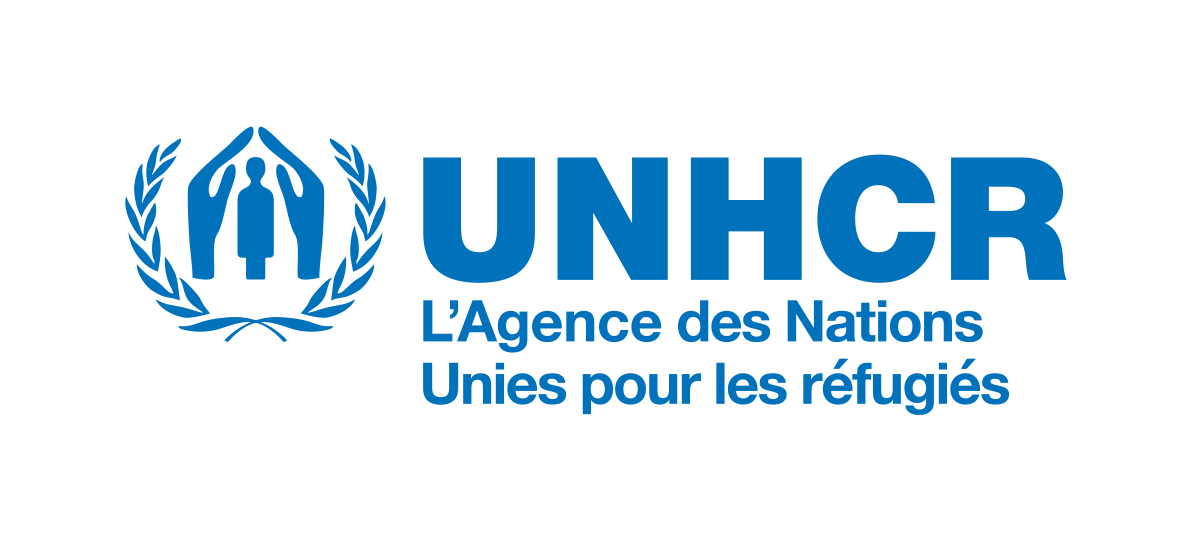 UNHCR
L’Agence des Nations
Unies pour les réfugiés